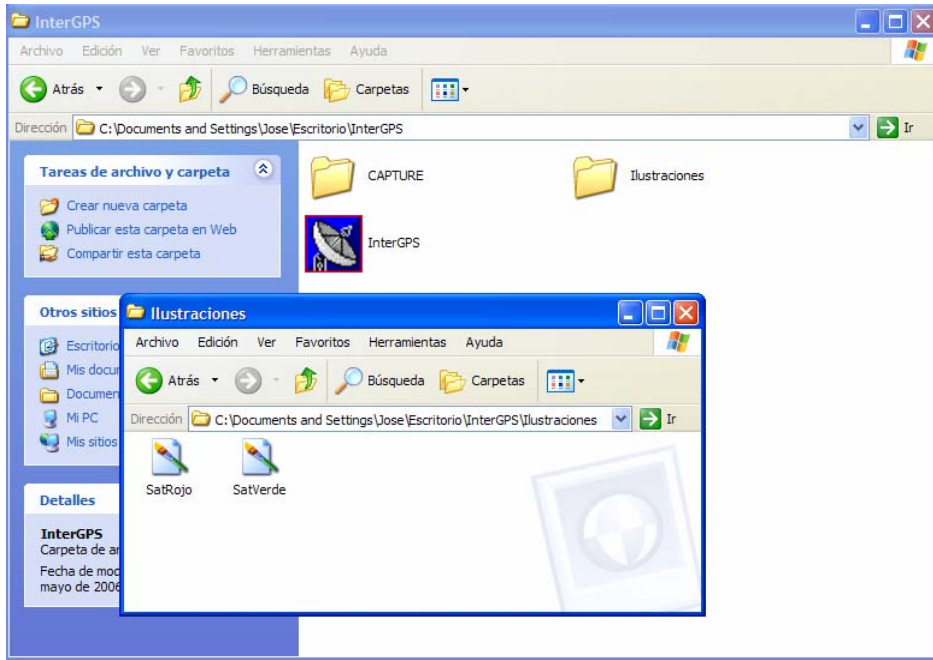 InterGPS
Archivo Edición Ver Favoritos Herramientas Ayuda
Atrás Búsqueda Carpetas
Dirección C:\Documents and Settings\Jose\Escritorio\InterGPS Ir
Tareas de archivo y carpeta
Crear nueva carpeta
Publicar esta carpeta en Web
Compartir esta carpeta
CAPTURE
Ilustraciones
InterGPS
Otros sitios
Escritorio
Mis docum
Documen
Mi PC
Mis sitios
Detalles
InterGPS
Carpeta de ar
Fecha de mod
mayo de 2006
Ilustraciones
Archivo Edición Ver Favoritos Herramientas Ayuda
Atrás Búsqueda Carpetas
Dirección C:\Documents and Settings\Jose\Escritorio\InterGPS\Ilustraciones Ir
SatRojo SatVerde